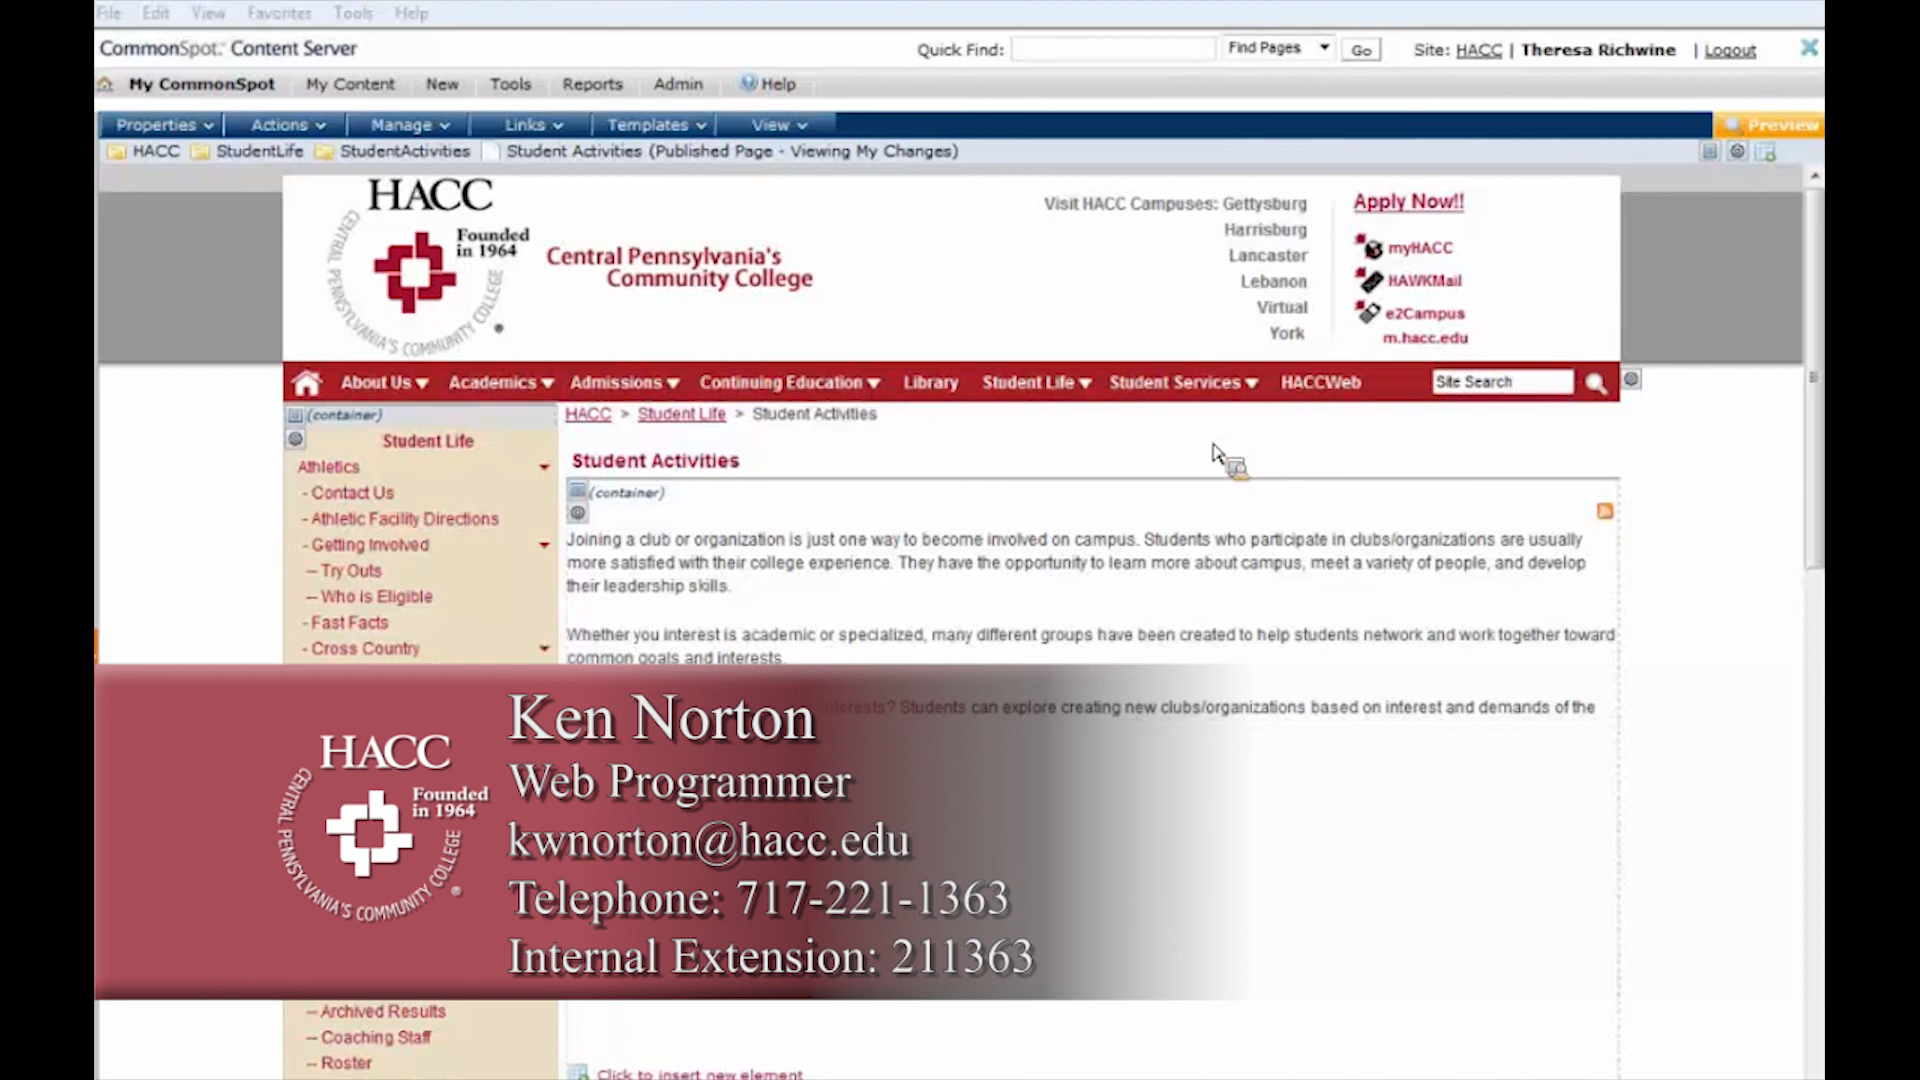 File Edit View Favorites Tools Help
CommonSpot™ Content Server
Quick Find: Find Pages Go Site: HACC | Theresa Richwine | Logout
My CommonSpot My Content New Tools Reports Admin Help
Properties Actions Manage Links Templates View Preview
HACC StudentLife StudentActivities Student Activities (Published Page - Viewing My Changes)
HACC
Founded
in 1964
CENTRAL PENNSYLVANIA'S COMMUNITY COLLEGE ®
Central Pennsylvania's
Community College
Visit HACC Campuses: Gettysburg
Harrisburg
Lancaster
Lebanon
Virtual
York
Apply Now!!
myHACC
HAWKMail
e2Campus
m.hacc.edu
About Us Academics Admissions Continuing Education Library Student Life Student Services HACCWeb Site Search
(container)
Student Life
Athletics
- Contact Us
- Athletic Facility Directions
- Getting Involved
-- Try Outs
-- Who is Eligible
- Fast Facts
- Cross Country
HACC > Student Life > Student Activities
Student Activities
(container)
Joining a club or organization is just one way to become involved on campus. Students who participate in clubs/organizations are usually
more satisfied with their college experience. They have the opportunity to learn more about campus, meet a variety of people, and develop
their leadership skills.
Whether you interest is academic or specialized, many different groups have been created to help students network and work together toward
common goals and interests.
interests? Students can explore creating new clubs/organizations based on interest and demands of the
HACC
Founded
in 1964
CENTRAL PENNSYLVANIA'S COMMUNITY COLLEGE ®
Ken Norton
Web Programmer
kwnorton@hacc.edu
Telephone: 717-221-1363
Internal Extension: 211363
-- Archived Results
-- Coaching Staff
-- Roster
Click to insert new element